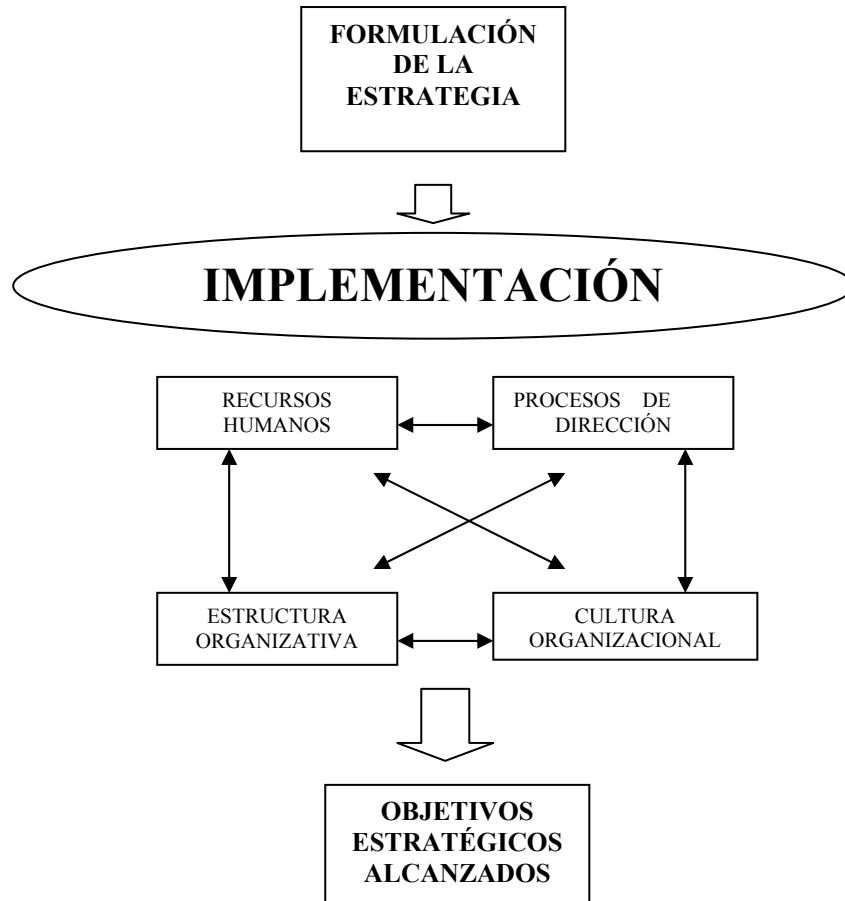 FORMULACIÓN
DE LA
ESTRATEGIA
IMPLEMENTACIÓN
RECURSOS
HUMANOS
PROCESOS DE
DIRECCIÓN
ESTRUCTURA
ORGANIZATIVA
CULTURA
ORGANIZACIONAL
OBJETIVOS
ESTRATÉGICOS
ALCANZADOS